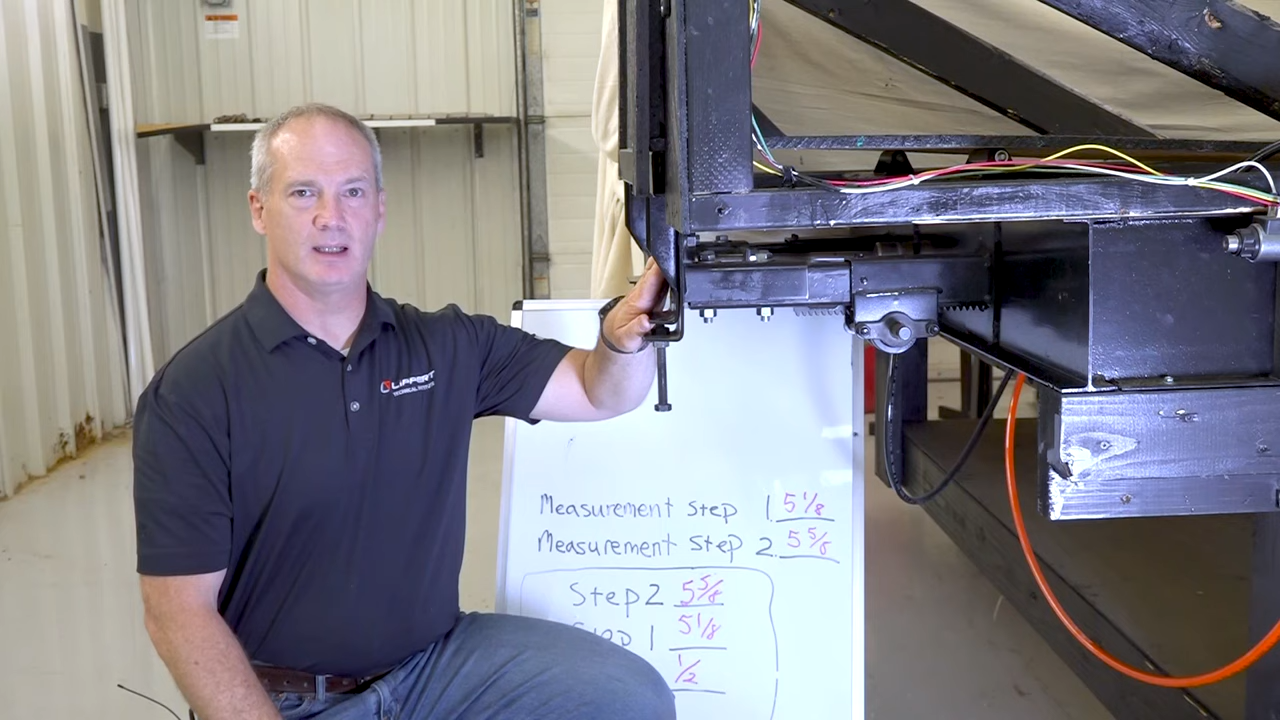 LIPPERT
Measurement Step 1. 5 1/8
Measurement Step 2. 5 5/8
Step 2 5 5/8
Step 1 5 1/8
1/2